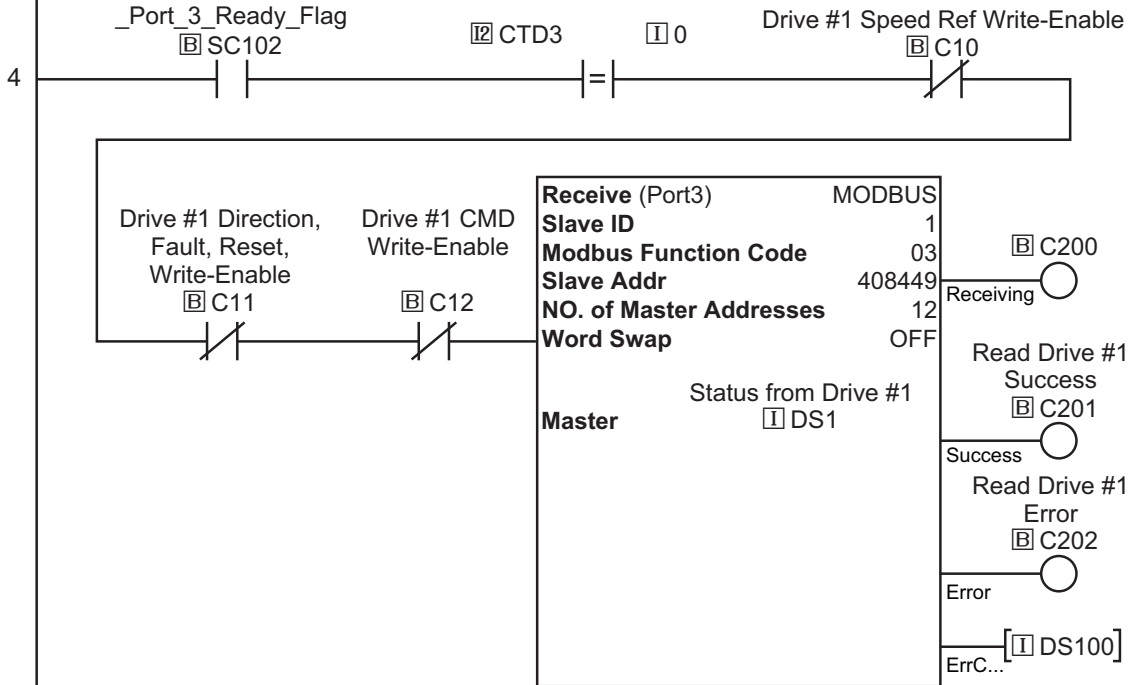 _Port_3_Ready_Flag
B SC102
I2 CTD3
I 0
Drive #1 Speed Ref Write-Enable
B C10
4
=
Drive #1 Direction,
Fault, Reset,
Write-Enable
B C11
Drive #1 CMD
Write-Enable
B C12
Receive (Port3) MODBUS
Slave ID 1
Modbus Function Code 03
Slave Addr 408449
NO. of Master Addresses 12
Word Swap OFF
Status from Drive #1
Master I DS1
B C200
Receiving
Read Drive #1
Success
B C201
Success
Read Drive #1
Error
B C202
Error
I DS100
ErrC...